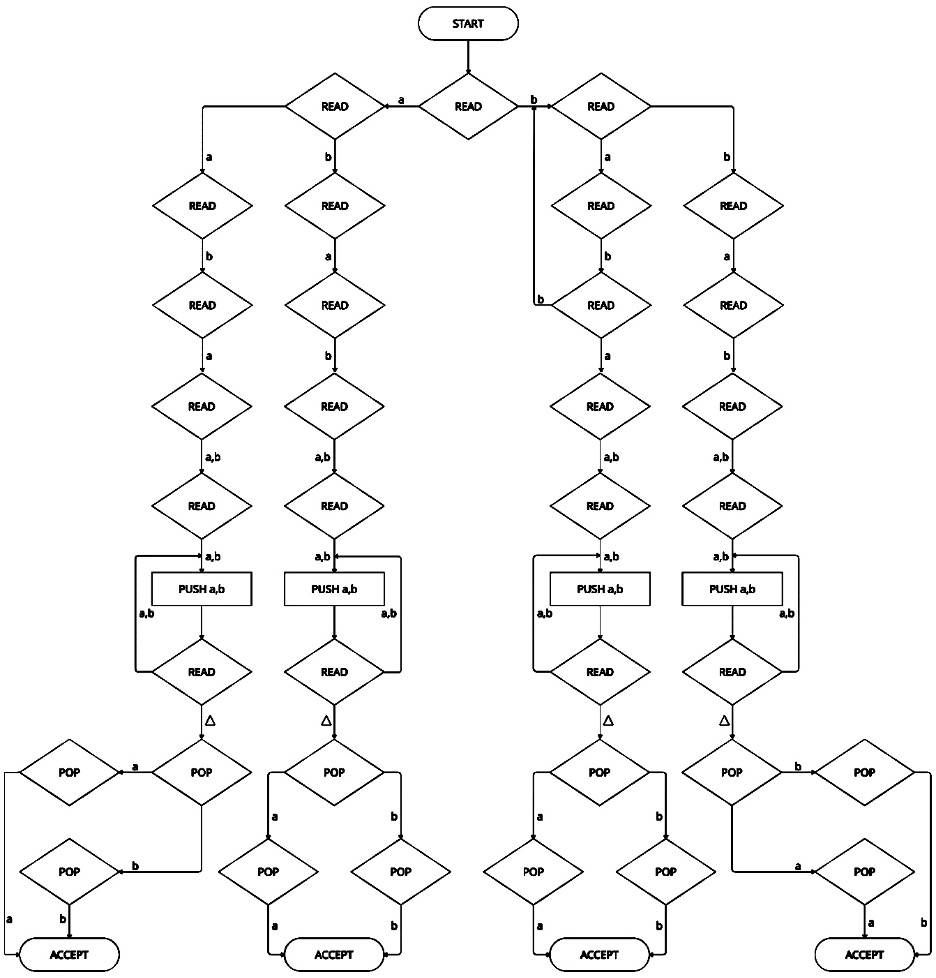 START
READ a READ b READ
a b a b
READ READ READ READ
b a b a
READ READ b READ READ
a b a b
READ READ READ READ
a,b a,b a,b a,b
READ READ READ READ
a,b a,b a,b a,b
PUSH a,b PUSH a,b PUSH a,b PUSH a,b
a,b a,b a,b a,b
READ READ READ READ
△ △ △ △
POP a POP POP POP POP b POP
a b a b
POP b POP POP POP POP a POP
a b a b a b a b
ACCEPT ACCEPT ACCEPT ACCEPT